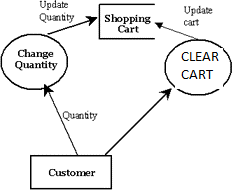 Update
Quantity
Shopping
Cart
Update
cart
Change
Quantity
CLEAR
CART
Quantity
Customer